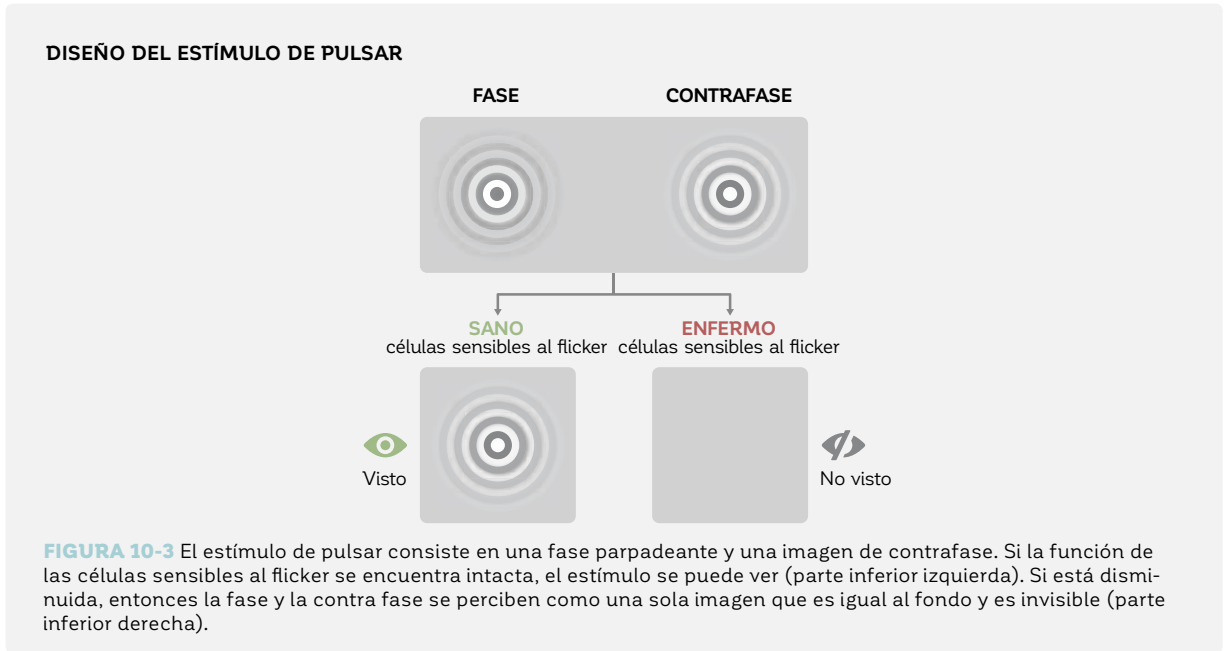 DISEÑO DEL ESTÍMULO DE PULSAR
FASE CONTRAFASE
SANO ENFERMO
células sensibles al flicker células sensibles al flicker
Visto No visto
FIGURA 10-3 El estímulo de pulsar consiste en una fase parpadeante y una imagen de contrafase. Si la función de
las células sensibles al flicker se encuentra intacta, el estímulo se puede ver (parte inferior izquierda). Si está dismi-
nuida, entonces la fase y la contra fase se perciben como una sola imagen que es igual al fondo y es invisible (parte
inferior derecha).